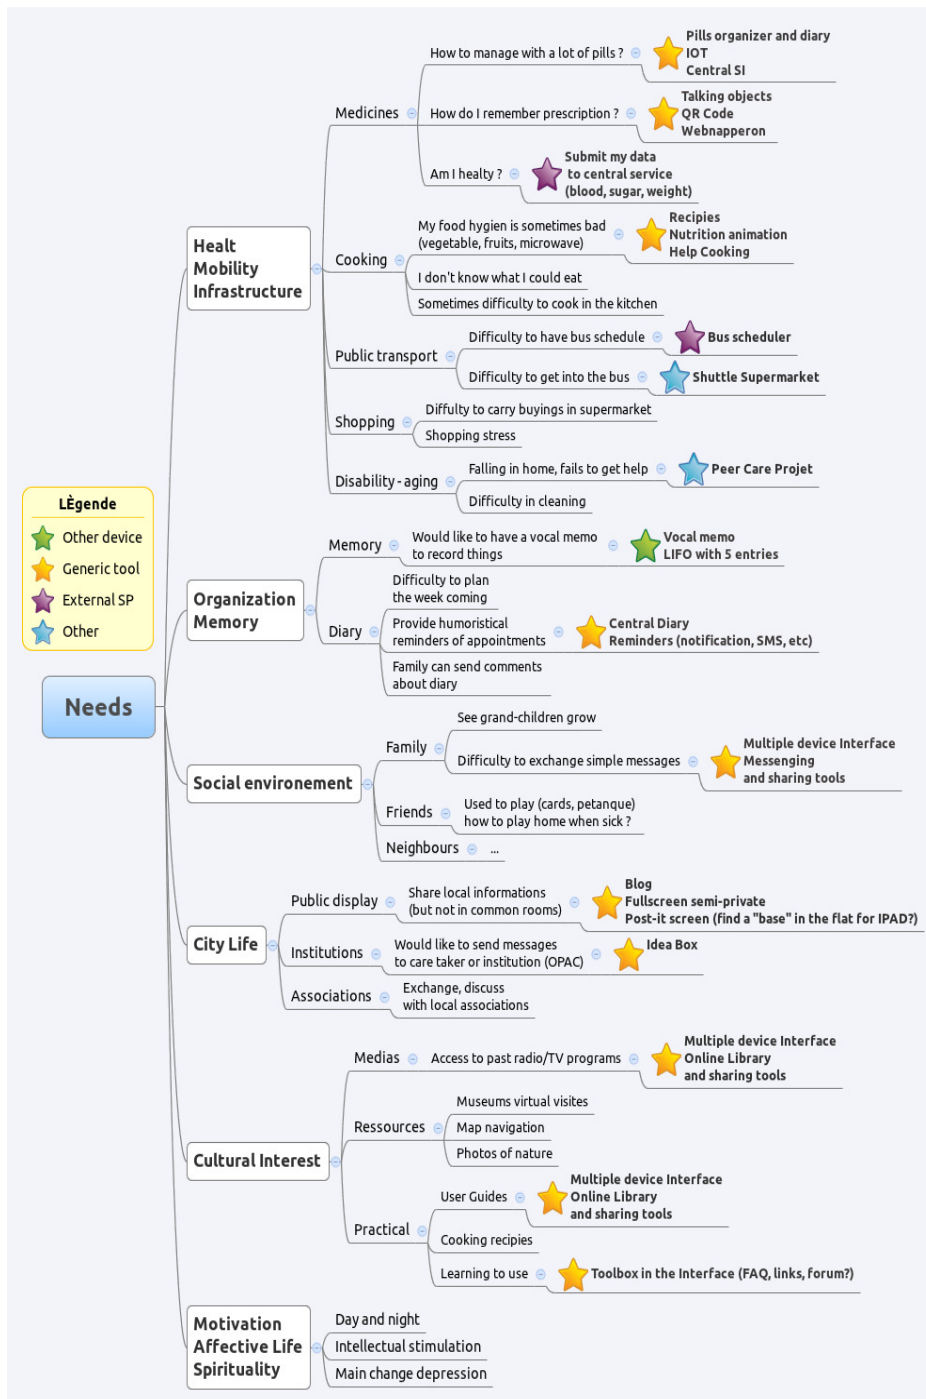 How to manage with a lot of pills ?
Pills organizer and diary
IOT
Central SI
Medicines
How do I remember prescription ?
Talking objects
QR Code
Webnapperon
Am I healty ?
Submit my data
to central service
(blood, sugar, weight)
Healt
Mobility
Infrastructure
Cooking
My food hygien is sometimes bad
(vegetable, fruits, microwave)
Recipies
Nutrition animation
Help Cooking
I don't know what I could eat
Sometimes difficulty to cook in the kitchen
Public transport
Difficulty to have bus schedule
Bus scheduler
Difficulty to get into the bus
Shuttle Supermarket
Shopping
Diffulty to carry buyings in supermarket
Shopping stress
Disability - aging
Falling in home, fails to get help
Peer Care Projet
Difficulty in cleaning
LÈgende
Other device
Generic tool
External SP
Other
Organization
Memory
Memory
Would like to have a vocal memo
to record things
Vocal memo
LIFO with 5 entries
Diary
Difficulty to plan
the week coming
Provide humoristical
reminders of appointments
Central Diary
Reminders (notification, SMS, etc)
Family can send comments
about diary
Needs
Social environement
Family
See grand-children grow
Difficulty to exchange simple messages
Multiple device Interface
Messenging
and sharing tools
Friends
Used to play (cards, petanque)
how to play home when sick ?
Neighbours
...
City Life
Public display
Share local informations
(but not in common rooms)
Blog
Fullscreen semi-private
Post-it screen (find a "base" in the flat for IPAD?)
Institutions
Would like to send messages
to care taker or institution (OPAC)
Idea Box
Associations
Exchange, discuss
with local associations
Cultural Interest
Medias
Access to past radio/TV programs
Multiple device Interface
Online Library
and sharing tools
Ressources
Museums virtual visites
Map navigation
Photos of nature
Practical
User Guides
Multiple device Interface
Online Library
and sharing tools
Cooking recipies
Learning to use
Toolbox in the Interface (FAQ, links, forum?)
Motivation
Affective Life
Spirituality
Day and night
Intellectual stimulation
Main change depression